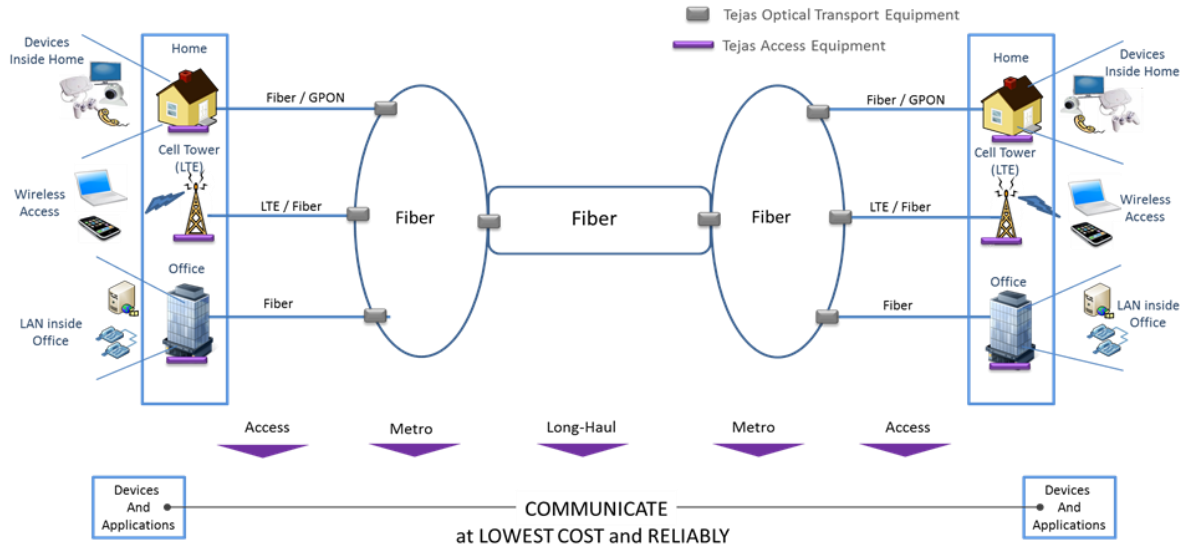 Tejas Optical Transport Equipment
Tejas Access Equipment
Devices
Inside Home
Home
Fiber / GPON
Cell Tower
(LTE)
Wireless
Access
LTE / Fiber
Office
LAN inside
Office
Fiber
Fiber
Fiber
Fiber
Fiber / GPON
Home
Devices
Inside Home
LTE / Fiber
Cell Tower
(LTE)
Wireless
Access
Fiber
Office
LAN inside
Office
Access
Metro
Long-Haul
Metro
Access
Devices
And
Applications
COMMUNICATE
at LOWEST COST and RELIABLY
Devices
And
Applications